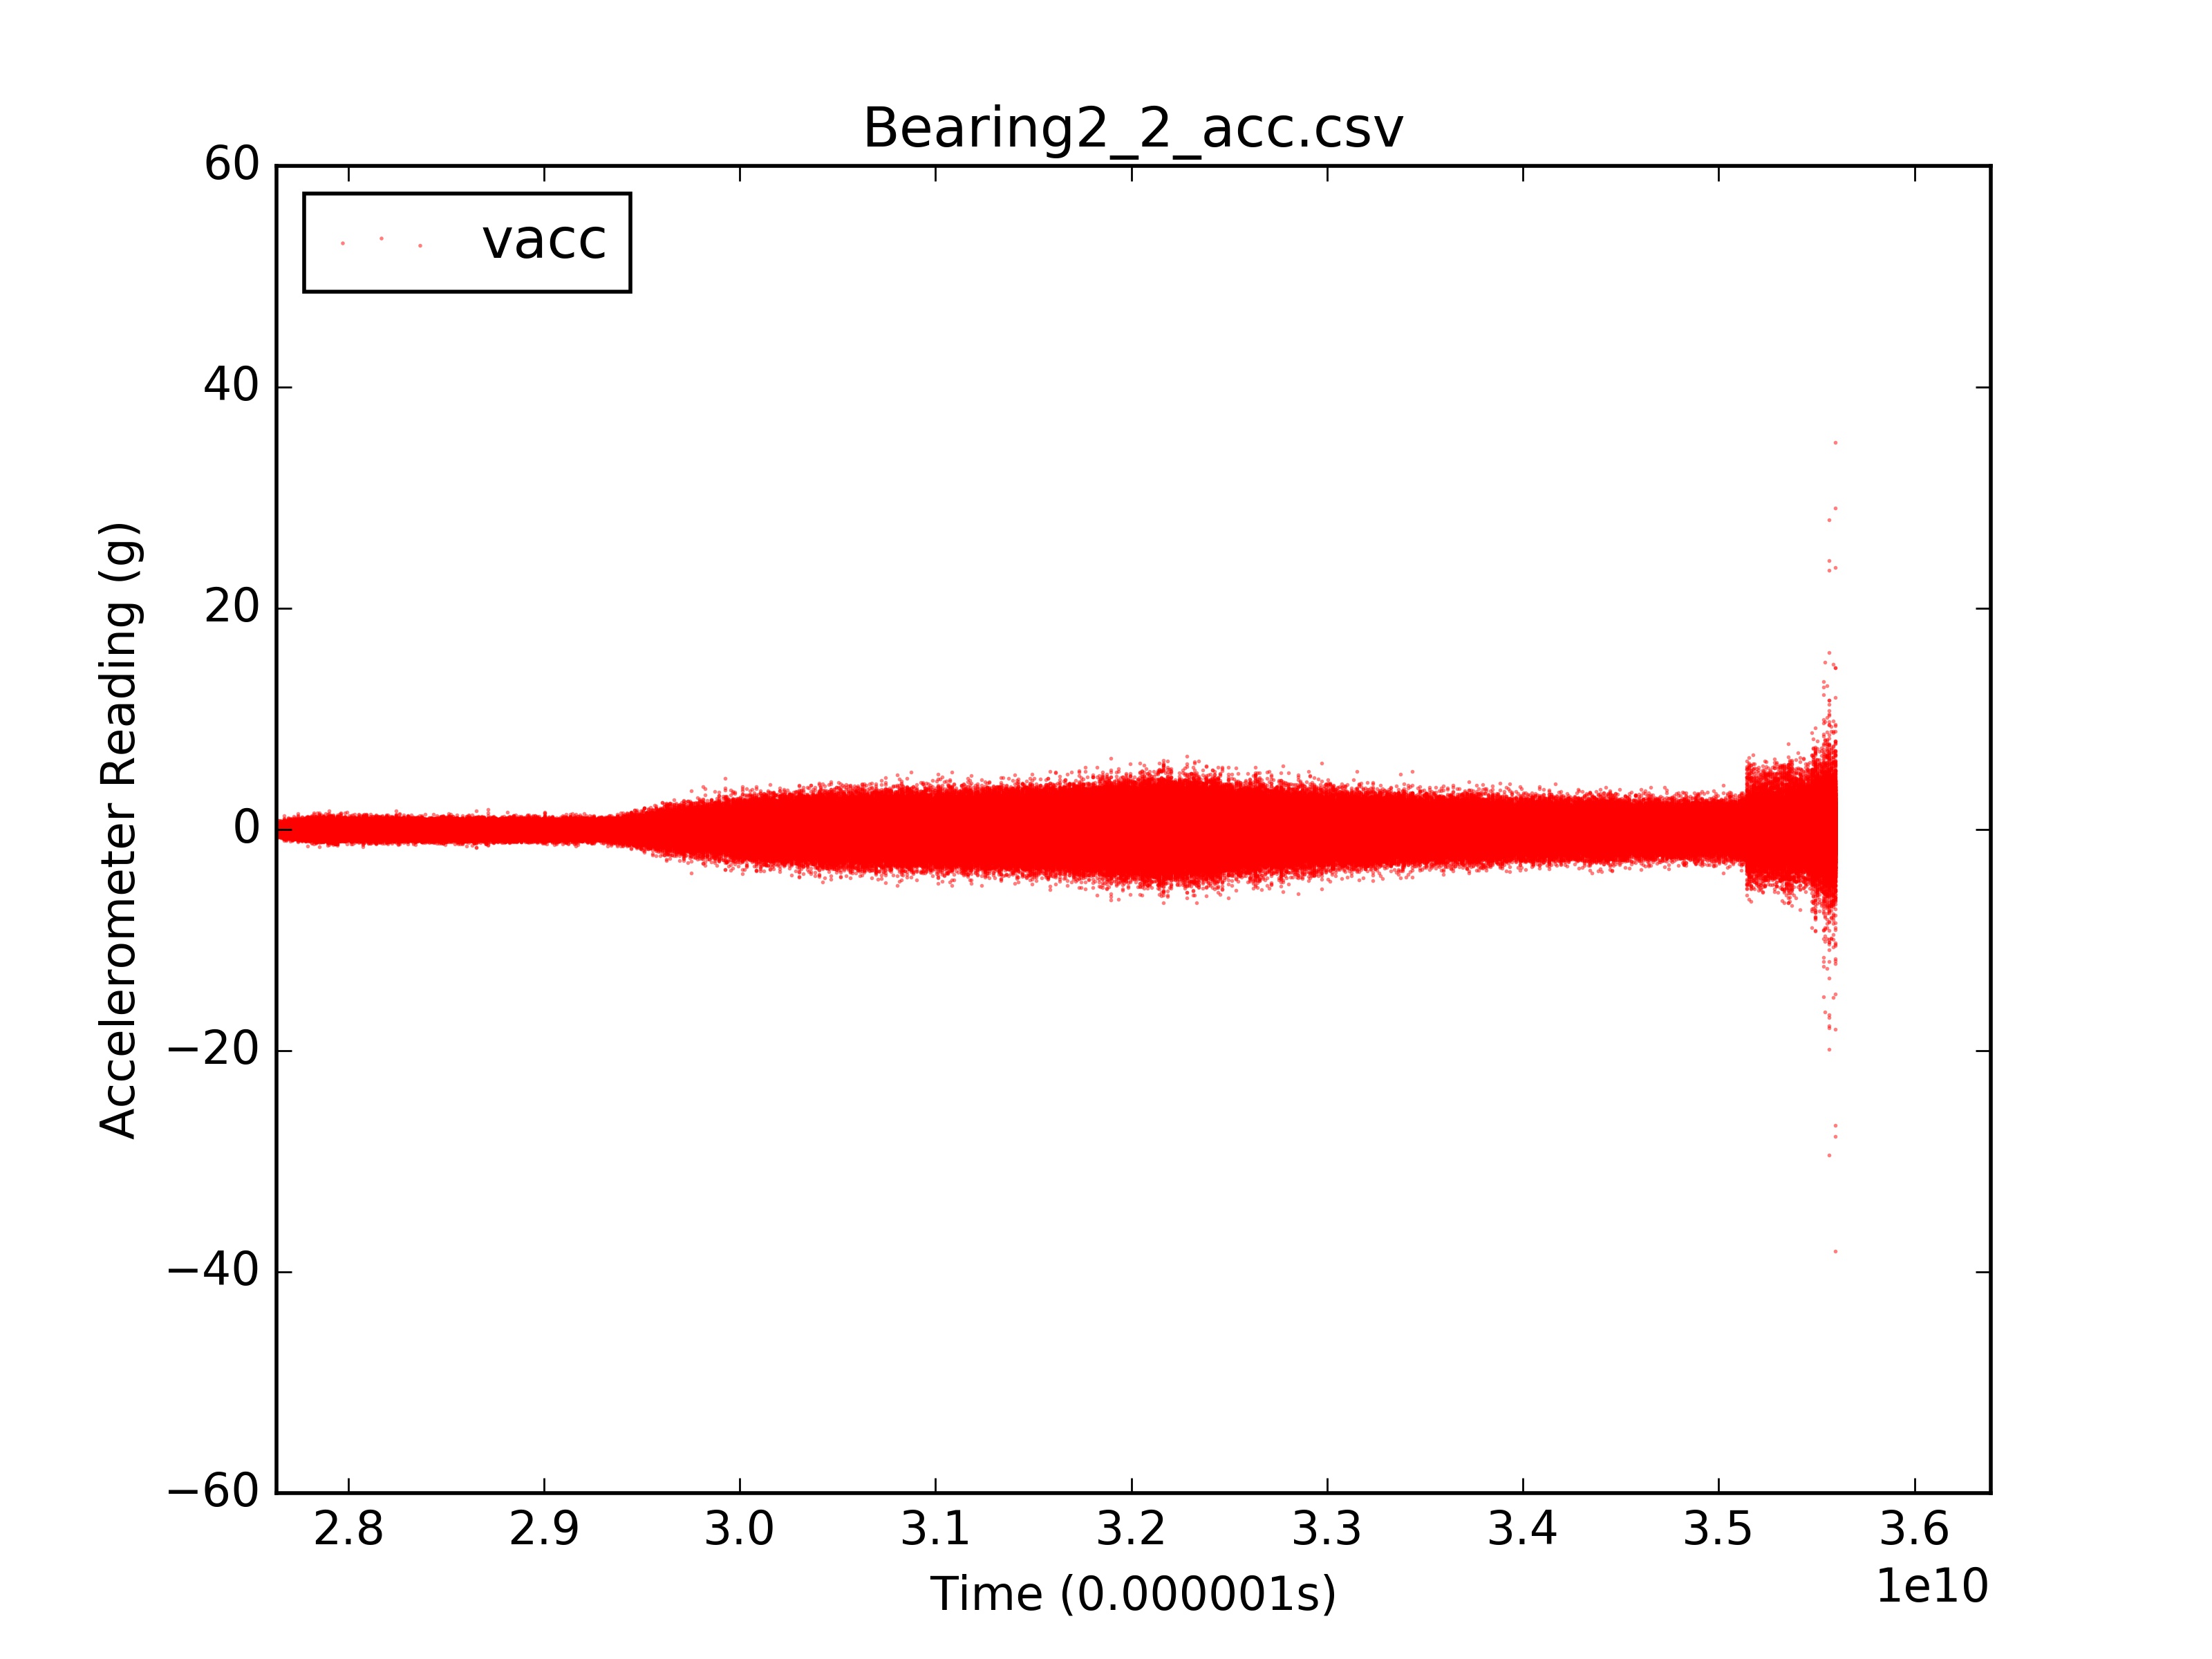 Bearing2_2_acc.csv
vacc
60
40
20
0
−20
−40
−60
Accelerometer Reading (g)
2.8 2.9 3.0 3.1 3.2 3.3 3.4 3.5 3.6
1e10
Time (0.000001s)